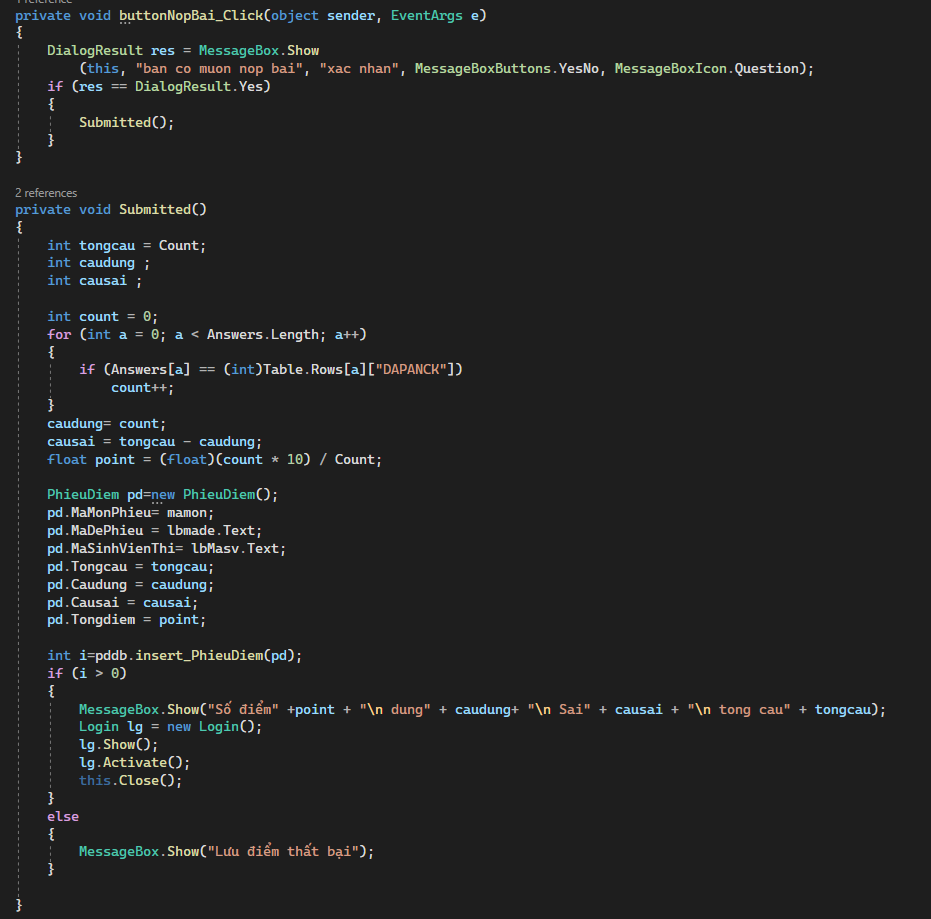 1 reference
private void buttonNopBai_Click(object sender, EventArgs e)
{
    DialogResult res = MessageBox.Show
        (this, "ban co muon nop bai", "xac nhan", MessageBoxButtons.YesNo, MessageBoxIcon.Question);
    if (res == DialogResult.Yes)
    {
        Submitted();
    }
}
2 references
private void Submitted()
{
    int tongcau = Count;
    int caudung ;
    int causai ;
    int count = 0;
    for (int a = 0; a < Answers.Length; a++)
    {
        if (Answers[a] == (int)Table.Rows[a]["DAPANCK"])
            count++;
    }
    caudung= count;
    causai = tongcau - caudung;
    float point = (float)(count * 10) / Count;
    PhieuDiem pd=new PhieuDiem();
    pd.MaMonPhieu= mamon;
    pd.MaDePhieu = lbmade.Text;
    pd.MaSinhVienThi= lbMasv.Text;
    pd.Tongcau = tongcau;
    pd.Caudung = caudung;
    pd.Causai = causai;
    pd.Tongdiem = point;
    int i=pddb.insert_PhieuDiem(pd);
    if (i > 0)
    {
        MessageBox.Show("Số điểm" +point + "\n dung" + caudung+ "\n Sai" + causai + "\n tong cau" + tongcau);
        Login lg = new Login();
        lg.Show();
        lg.Activate();
        this.Close();
    }
    else
    {
        MessageBox.Show("Lưu điểm thất bại");
    }
}